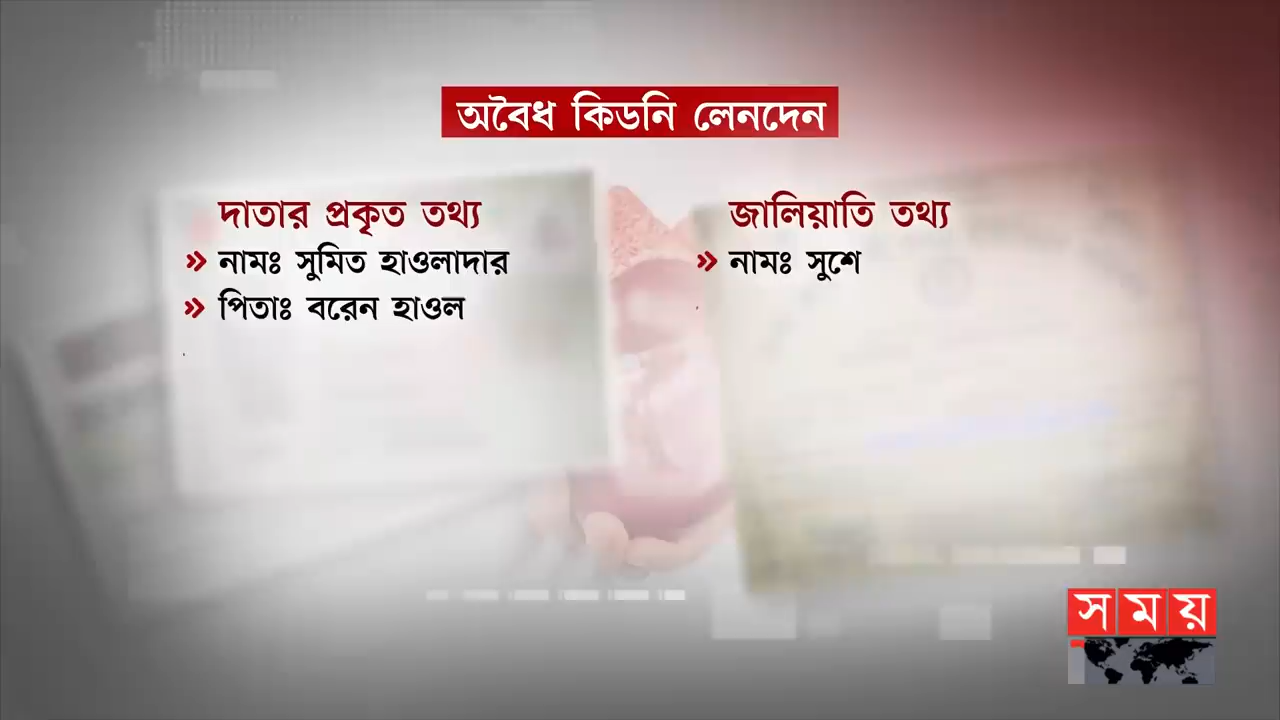 অবৈধ কিডনি লেনদেন
দাতার প্রকৃত তথ্য
» নামঃ সুমিত হাওলাদার
» পিতাঃ বরেন হাওল
জালিয়াতি তথ্য
» নামঃ সুশে
সময়